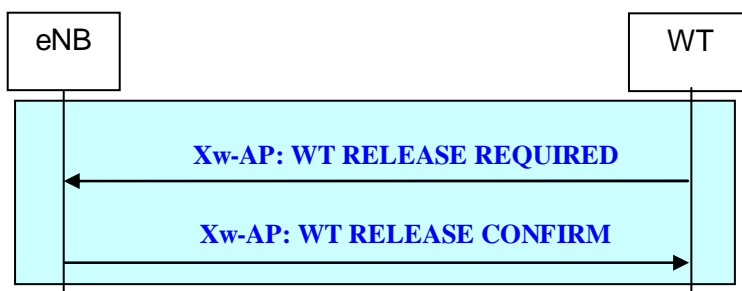 eNB
WT
Xw-AP: WT RELEASE REQUIRED
Xw-AP: WT RELEASE CONFIRM